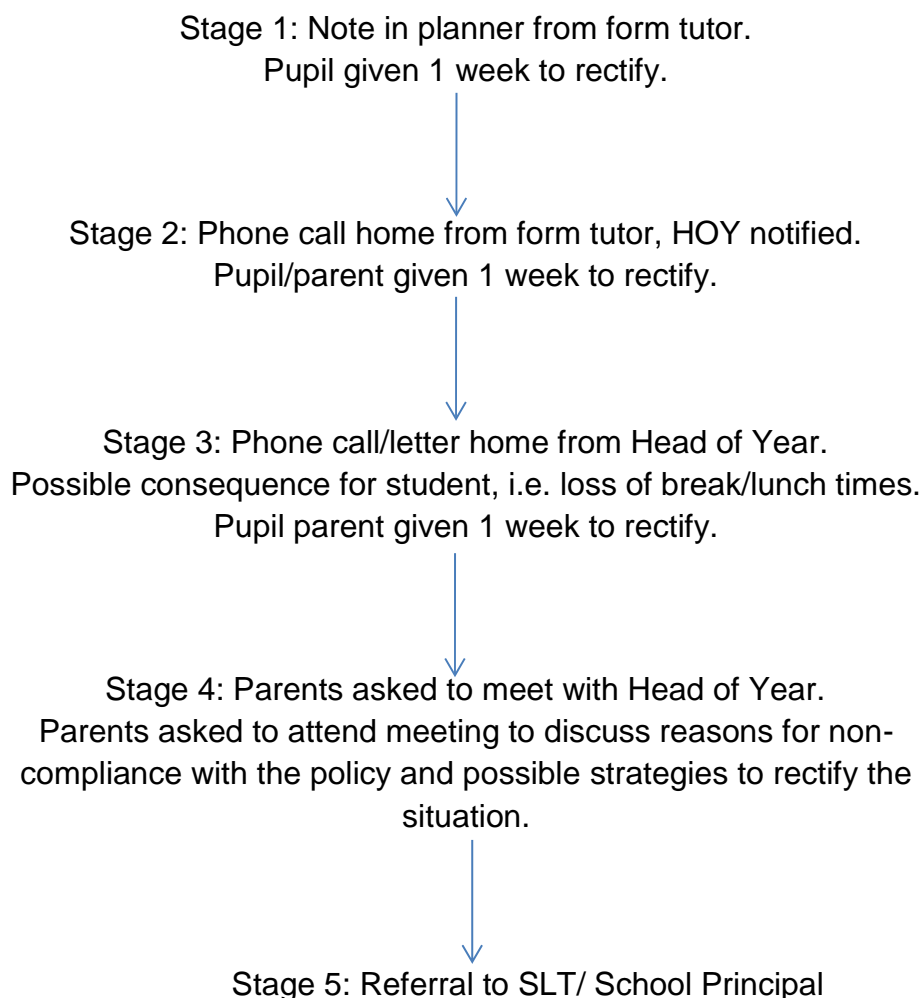 Stage 1: Note in planner from form tutor.
Pupil given 1 week to rectify.
Stage 2: Phone call home from form tutor, HOY notified.
Pupil/parent given 1 week to rectify.
Stage 3: Phone call/letter home from Head of Year.
Possible consequence for student, i.e. loss of break/lunch times.
Pupil parent given 1 week to rectify.
Stage 4: Parents asked to meet with Head of Year.
Parents asked to attend meeting to discuss reasons for non-
compliance with the policy and possible strategies to rectify the
situation.
Stage 5: Referral to SLT/ School Principal